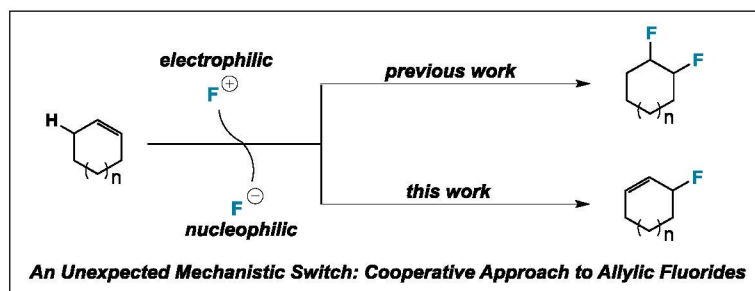 electrophilic
F⊕
H
( )n
F⊖
nucleophilic
previous work
F
F
( )n
this work
F
( )n
An Unexpected Mechanistic Switch: Cooperative Approach to Allylic Fluorides